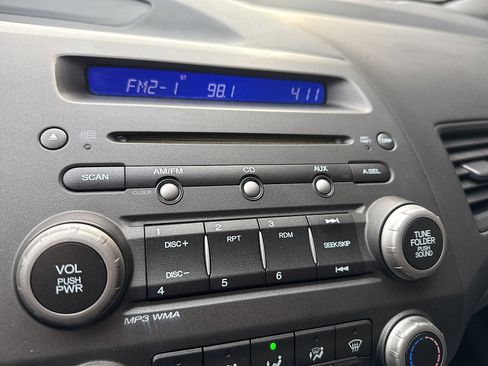 ST
FM2-1 98.1 4:11
SCAN AM/FM CD AUX A.SEL
CLOCK
DISP
1 2 3
DISC + RPT RDM SEEK/SKIP
DISC −
4 5 6
VOL
PUSH
PWR
TUNE
FOLDER
PUSH
SOUND
MP3 WMA